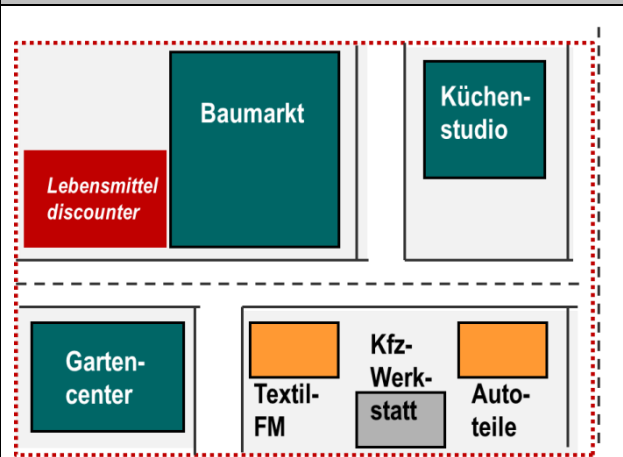 Baumarkt
Küchen-
studio
Lebensmittel
discounter
Garten-
center
Textil-
FM
Kfz-
Werk-
statt
Auto-
teile